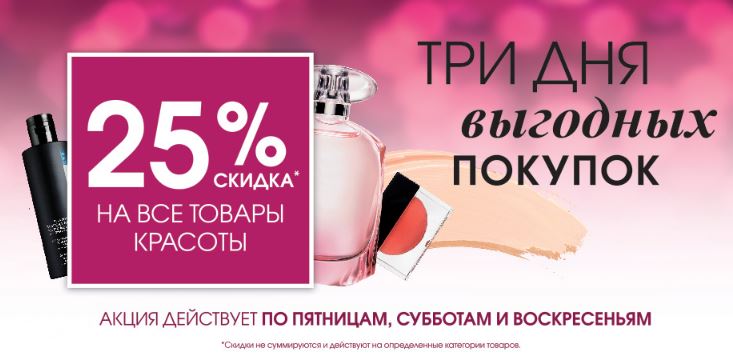 ТРИ ДНЯ
выгодных
ПОКУПОК
25%
СКИДКА*
НА ВСЕ ТОВАРЫ
КРАСОТЫ
АКЦИЯ ДЕЙСТВУЕТ ПО ПЯТНИЦАМ, СУББОТАМ И ВОСКРЕСЕНЬЯМ
*Скидки не суммируются и действуют на определенные категории товаров.